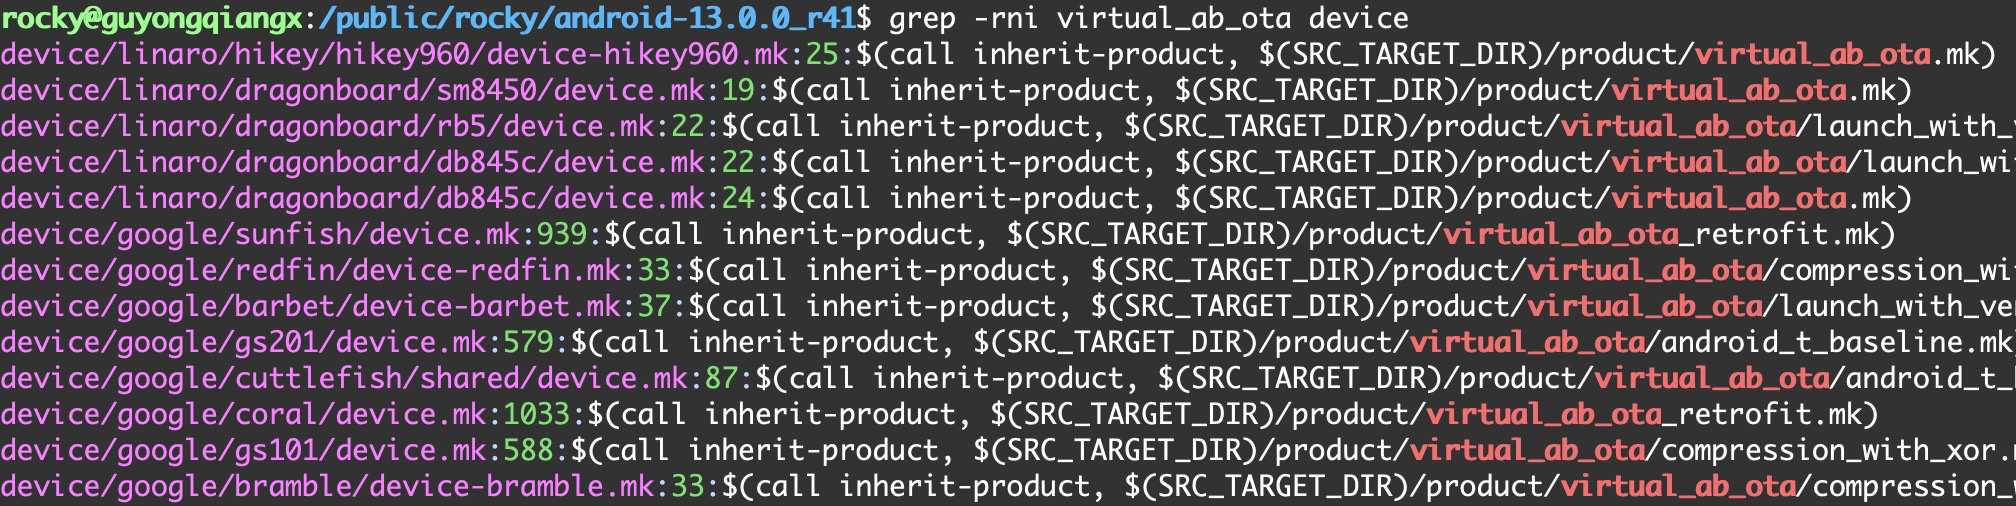 rocky@guyongqiangx:/public/rocky/android-13.0.0_r41$ grep -rni virtual_ab_ota device
device/linaro/hikey/hikey960/device-hikey960.mk:25:$(call inherit-product, $(SRC_TARGET_DIR)/product/virtual_ab_ota.mk)
device/linaro/dragonboard/sm8450/device.mk:19:$(call inherit-product, $(SRC_TARGET_DIR)/product/virtual_ab_ota.mk)
device/linaro/dragonboard/rb5/device.mk:22:$(call inherit-product, $(SRC_TARGET_DIR)/product/virtual_ab_ota/launch_with_v
device/linaro/dragonboard/db845c/device.mk:22:$(call inherit-product, $(SRC_TARGET_DIR)/product/virtual_ab_ota/launch_wi
device/linaro/dragonboard/db845c/device.mk:24:$(call inherit-product, $(SRC_TARGET_DIR)/product/virtual_ab_ota.mk)
device/google/sunfish/device.mk:939:$(call inherit-product, $(SRC_TARGET_DIR)/product/virtual_ab_ota_retrofit.mk)
device/google/redfin/device-redfin.mk:33:$(call inherit-product, $(SRC_TARGET_DIR)/product/virtual_ab_ota/compression_wi
device/google/barbet/device-barbet.mk:37:$(call inherit-product, $(SRC_TARGET_DIR)/product/virtual_ab_ota/launch_with_ve
device/google/gs201/device.mk:579:$(call inherit-product, $(SRC_TARGET_DIR)/product/virtual_ab_ota/android_t_baseline.mk
device/google/cuttlefish/shared/device.mk:87:$(call inherit-product, $(SRC_TARGET_DIR)/product/virtual_ab_ota/android_t_b
device/google/coral/device.mk:1033:$(call inherit-product, $(SRC_TARGET_DIR)/product/virtual_ab_ota_retrofit.mk)
device/google/gs101/device.mk:588:$(call inherit-product, $(SRC_TARGET_DIR)/product/virtual_ab_ota/compression_with_xor.m
device/google/bramble/device-bramble.mk:33:$(call inherit-product, $(SRC_TARGET_DIR)/product/virtual_ab_ota/compression_w